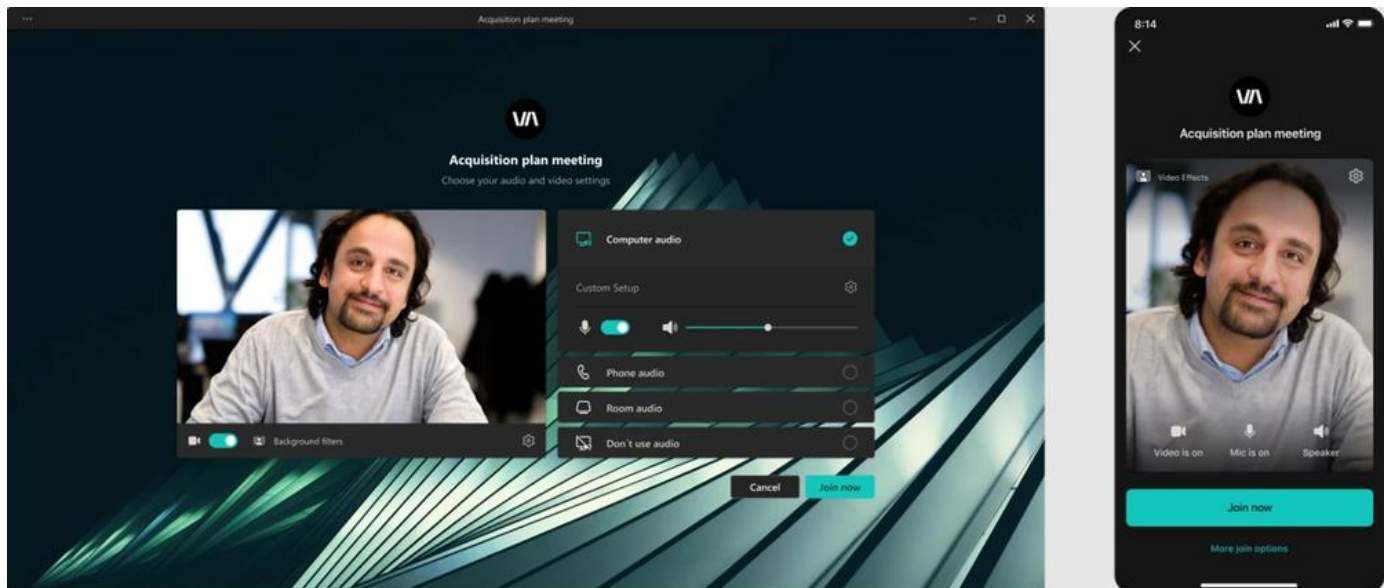 Acquisition plan meeting
Acquisition plan meeting
Choose your audio and video settings
Computer audio
Custom Setup
Phone audio
Room audio
Don't use audio
Background filters
Cancel
Join now
8:14
Acquisition plan meeting
Video Effects
Video is on
Mic is on
Speaker
Join now
More join options